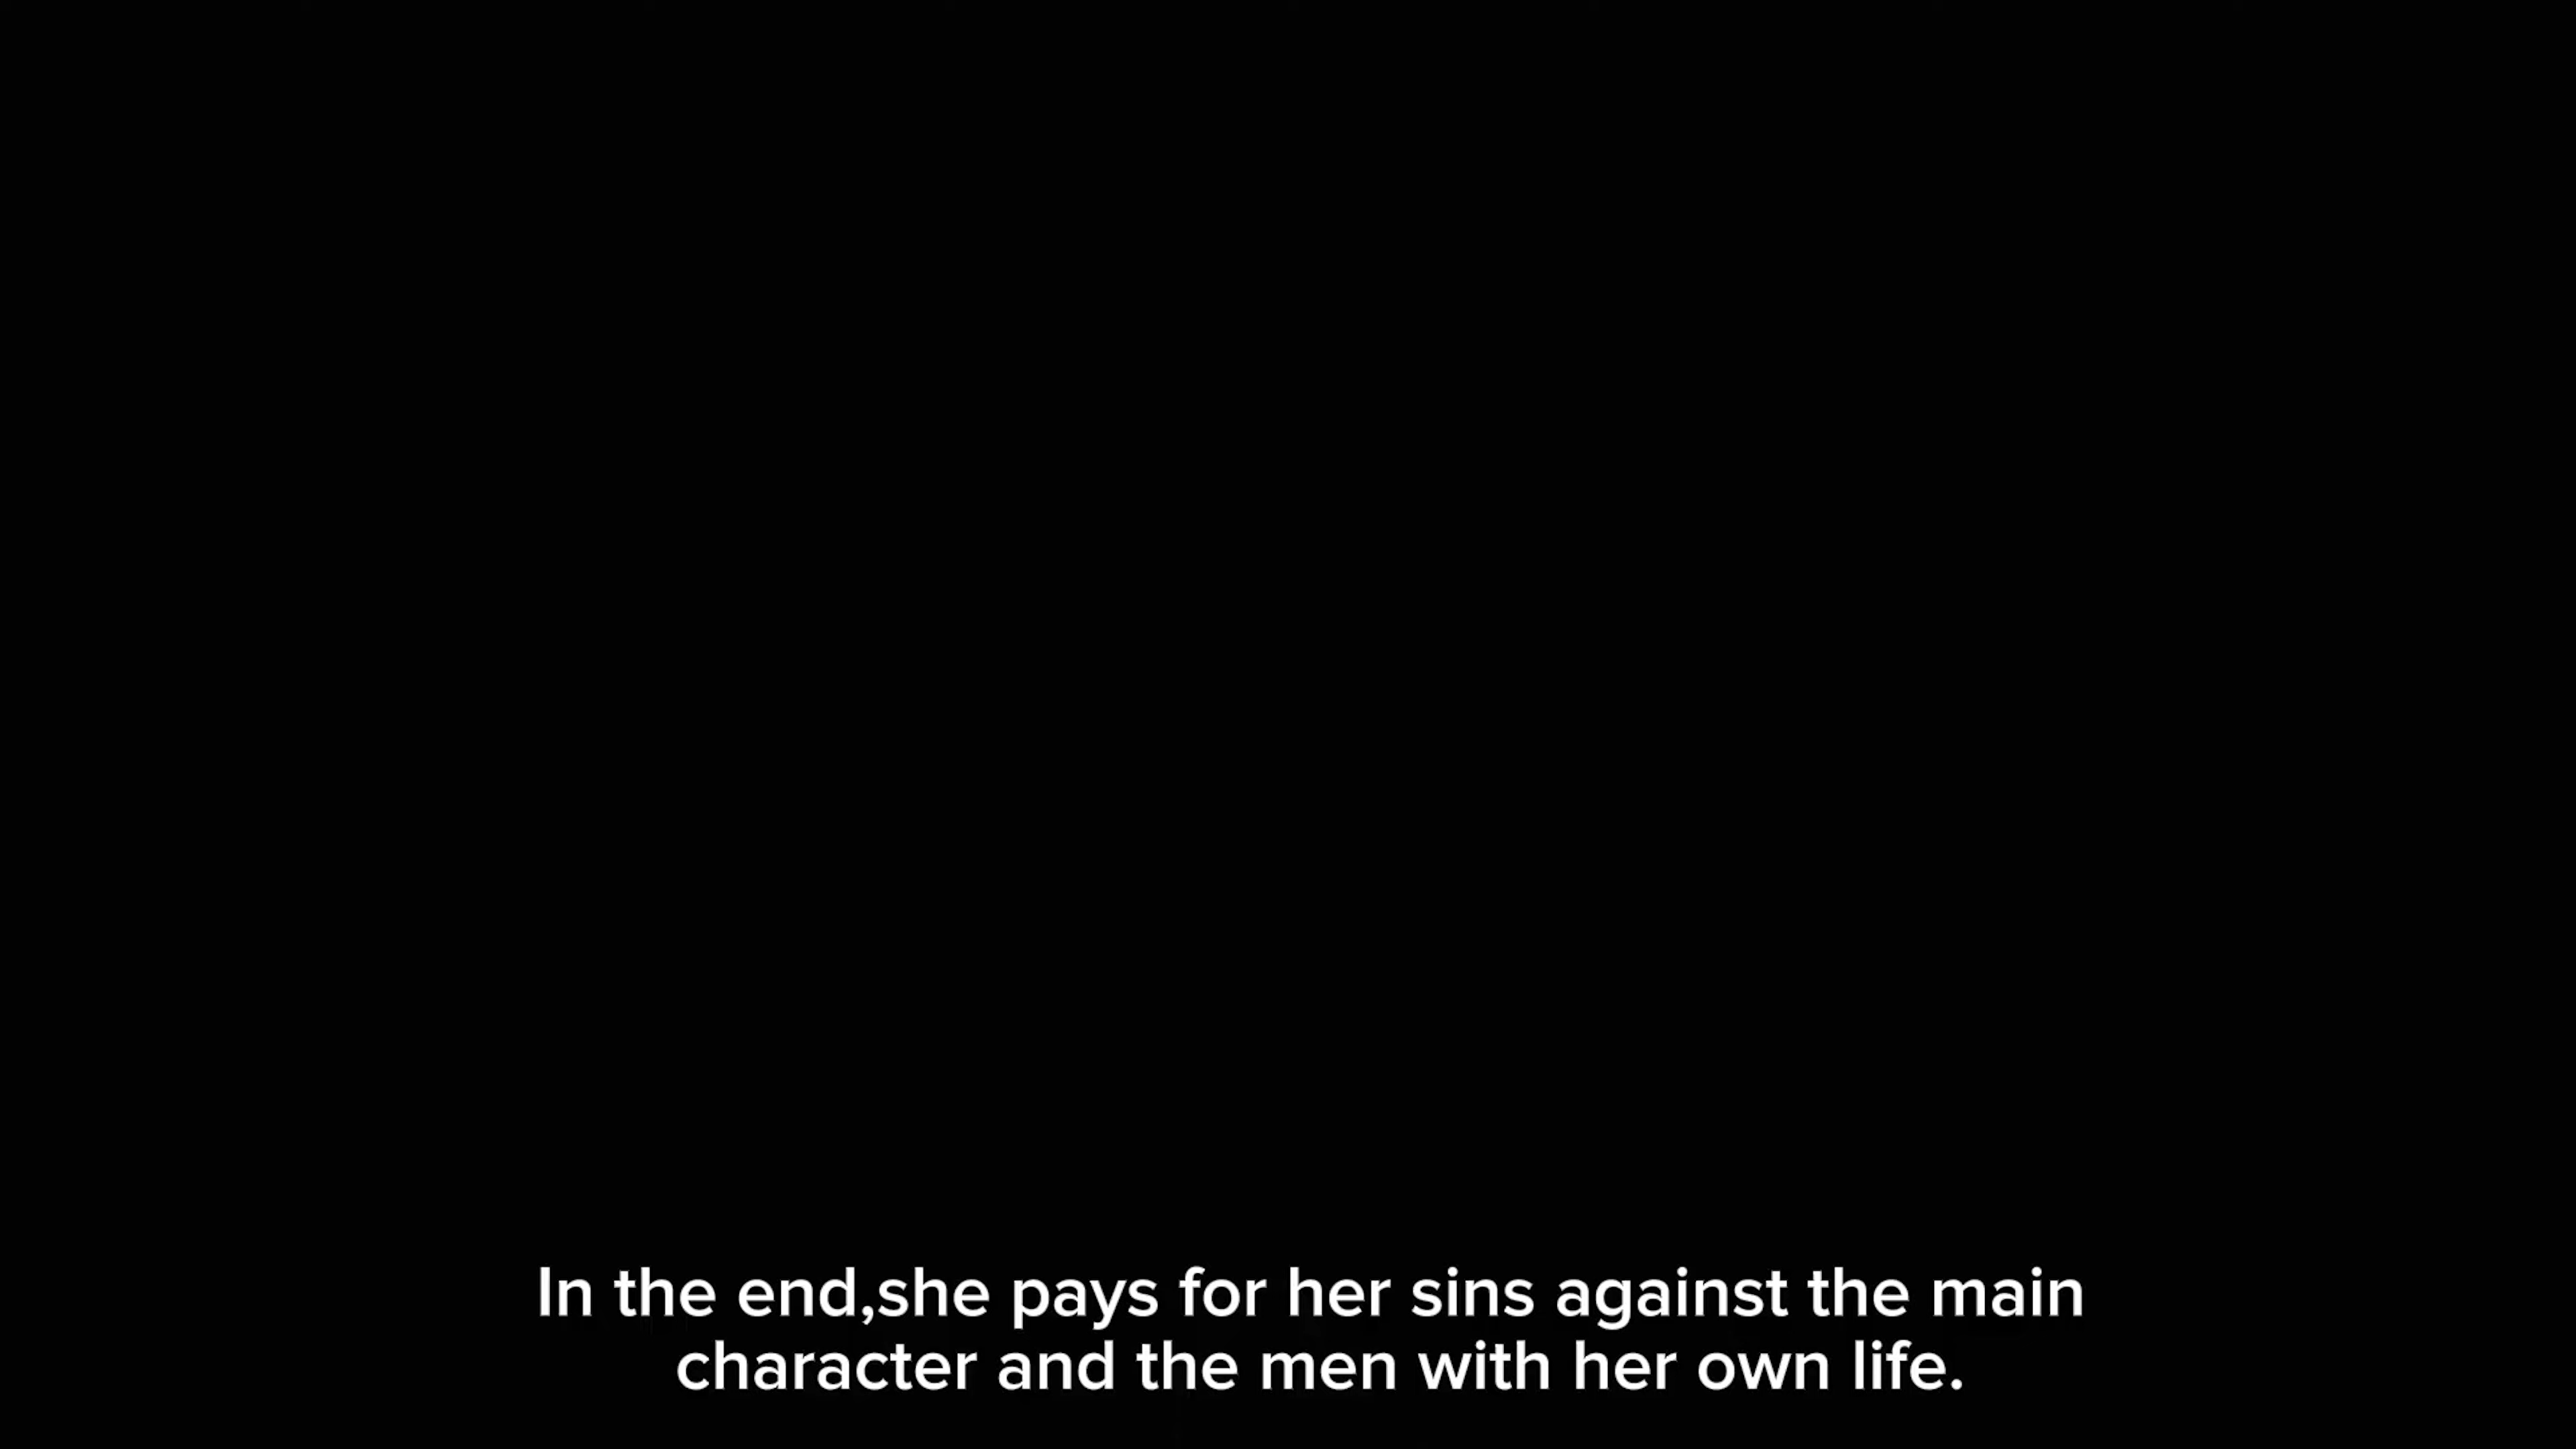 In the end,she pays for her sins against the main
character and the men with her own life.